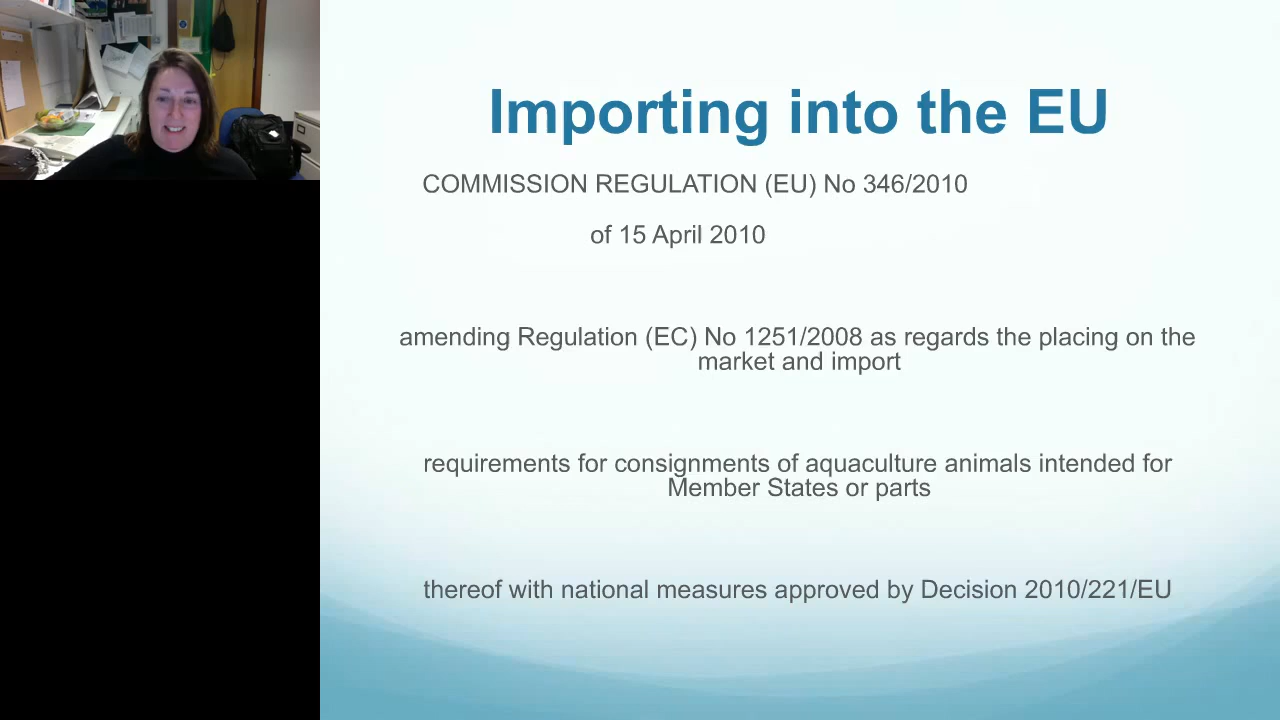 Importing into the EU
COMMISSION REGULATION (EU) No 346/2010
of 15 April 2010
amending Regulation (EC) No 1251/2008 as regards the placing on the
market and import
requirements for consignments of aquaculture animals intended for
Member States or parts
thereof with national measures approved by Decision 2010/221/EU